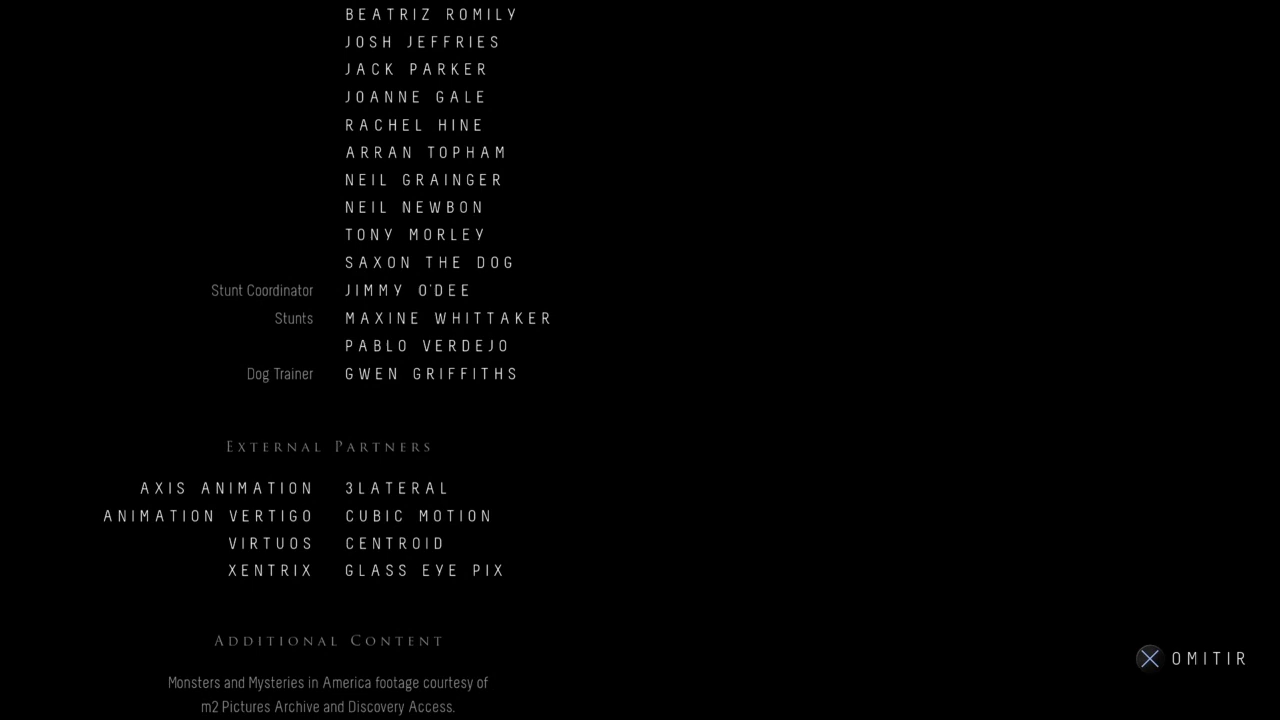 BEATRIZ ROMILY
JOSH JEFFRIES
JACK PARKER
JOANNE GALE
RACHEL HINE
ARRAN TOPHAM
NEIL GRAINGER
NEIL NEWBON
TONY MORLEY
SAXON THE DOG
Stunt Coordinator JIMMY O'DEE
Stunts MAXINE WHITTAKER
PABLO VERDEJO
Dog Trainer GWEN GRIFFITHS
EXTERNAL PARTNERS
AXIS ANIMATION 3LATERAL
ANIMATION VERTIGO CUBIC MOTION
VIRTUOS CENTROID
XENTRIX GLASS EYE PIX
ADDITIONAL CONTENT
Monsters and Mysteries in America footage courtesy of
m2 Pictures Archive and Discovery Access.
OMITIR